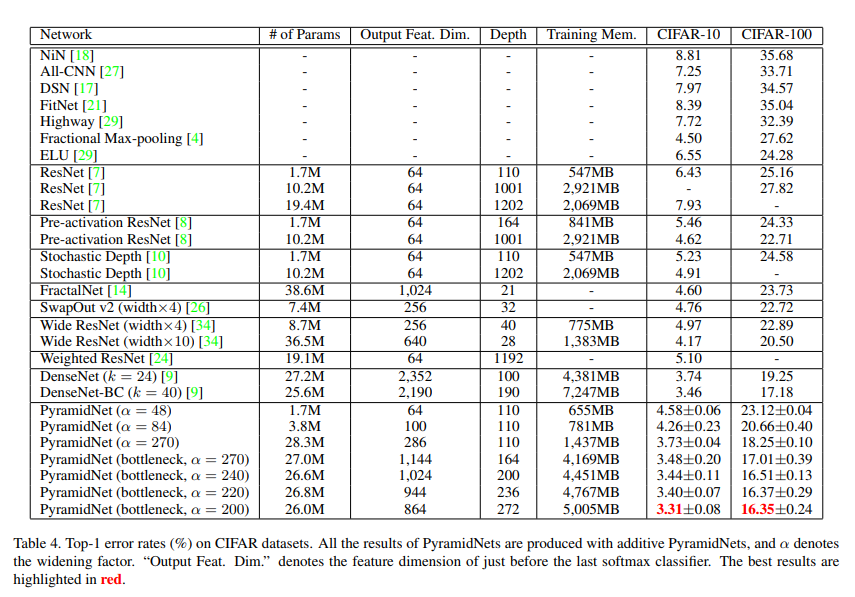 Network # of Params Output Feat. Dim. Depth Training Mem. CIFAR-10 CIFAR-100
NiN [18] - - - - 8.81 35.68
All-CNN [27] - - - - 7.25 33.71
DSN [17] - - - - 7.97 34.57
FitNet [21] - - - - 8.39 35.04
Highway [29] - - - - 7.72 32.39
Fractional Max-pooling [4] - - - - 4.50 27.62
ELU [29] - - - - 6.55 24.28
ResNet [7] 1.7M 64 110 547MB 6.43 25.16
ResNet [7] 10.2M 64 1001 2,921MB - 27.82
ResNet [7] 19.4M 64 1202 2,069MB 7.93 -
Pre-activation ResNet [8] 1.7M 64 164 841MB 5.46 24.33
Pre-activation ResNet [8] 10.2M 64 1001 2,921MB 4.62 22.71
Stochastic Depth [10] 1.7M 64 110 547MB 5.23 24.58
Stochastic Depth [10] 10.2M 64 1202 2,069MB 4.91 -
FractalNet [14] 38.6M 1,024 21 - 4.60 23.73
SwapOut v2 (width×4) [26] 7.4M 256 32 - 4.76 22.72
Wide ResNet (width×4) [34] 8.7M 256 40 775MB 4.97 22.89
Wide ResNet (width×10) [34] 36.5M 640 28 1,383MB 4.17 20.50
Weighted ResNet [24] 19.1M 64 1192 - 5.10 -
DenseNet (k = 24) [9] 27.2M 2,352 100 4,381MB 3.74 19.25
DenseNet-BC (k = 40) [9] 25.6M 2,190 190 7,247MB 3.46 17.18
PyramidNet (α = 48) 1.7M 64 110 655MB 4.58±0.06 23.12±0.04
PyramidNet (α = 84) 3.8M 100 110 781MB 4.26±0.23 20.66±0.40
PyramidNet (α = 270) 28.3M 286 110 1,437MB 3.73±0.04 18.25±0.10
PyramidNet (bottleneck, α = 270) 27.0M 1,144 164 4,169MB 3.48±0.20 17.01±0.39
PyramidNet (bottleneck, α = 240) 26.6M 1,024 200 4,451MB 3.44±0.11 16.51±0.13
PyramidNet (bottleneck, α = 220) 26.8M 944 236 4,767MB 3.40±0.07 16.37±0.29
PyramidNet (bottleneck, α = 200) 26.0M 864 272 5,005MB 3.31±0.08 16.35±0.24
Table 4. Top-1 error rates (%) on CIFAR datasets. All the results of PyramidNets are produced with additive PyramidNets, and α denotes
the widening factor. “Output Feat. Dim.” denotes the feature dimension of just before the last softmax classifier. The best results are
highlighted in red.